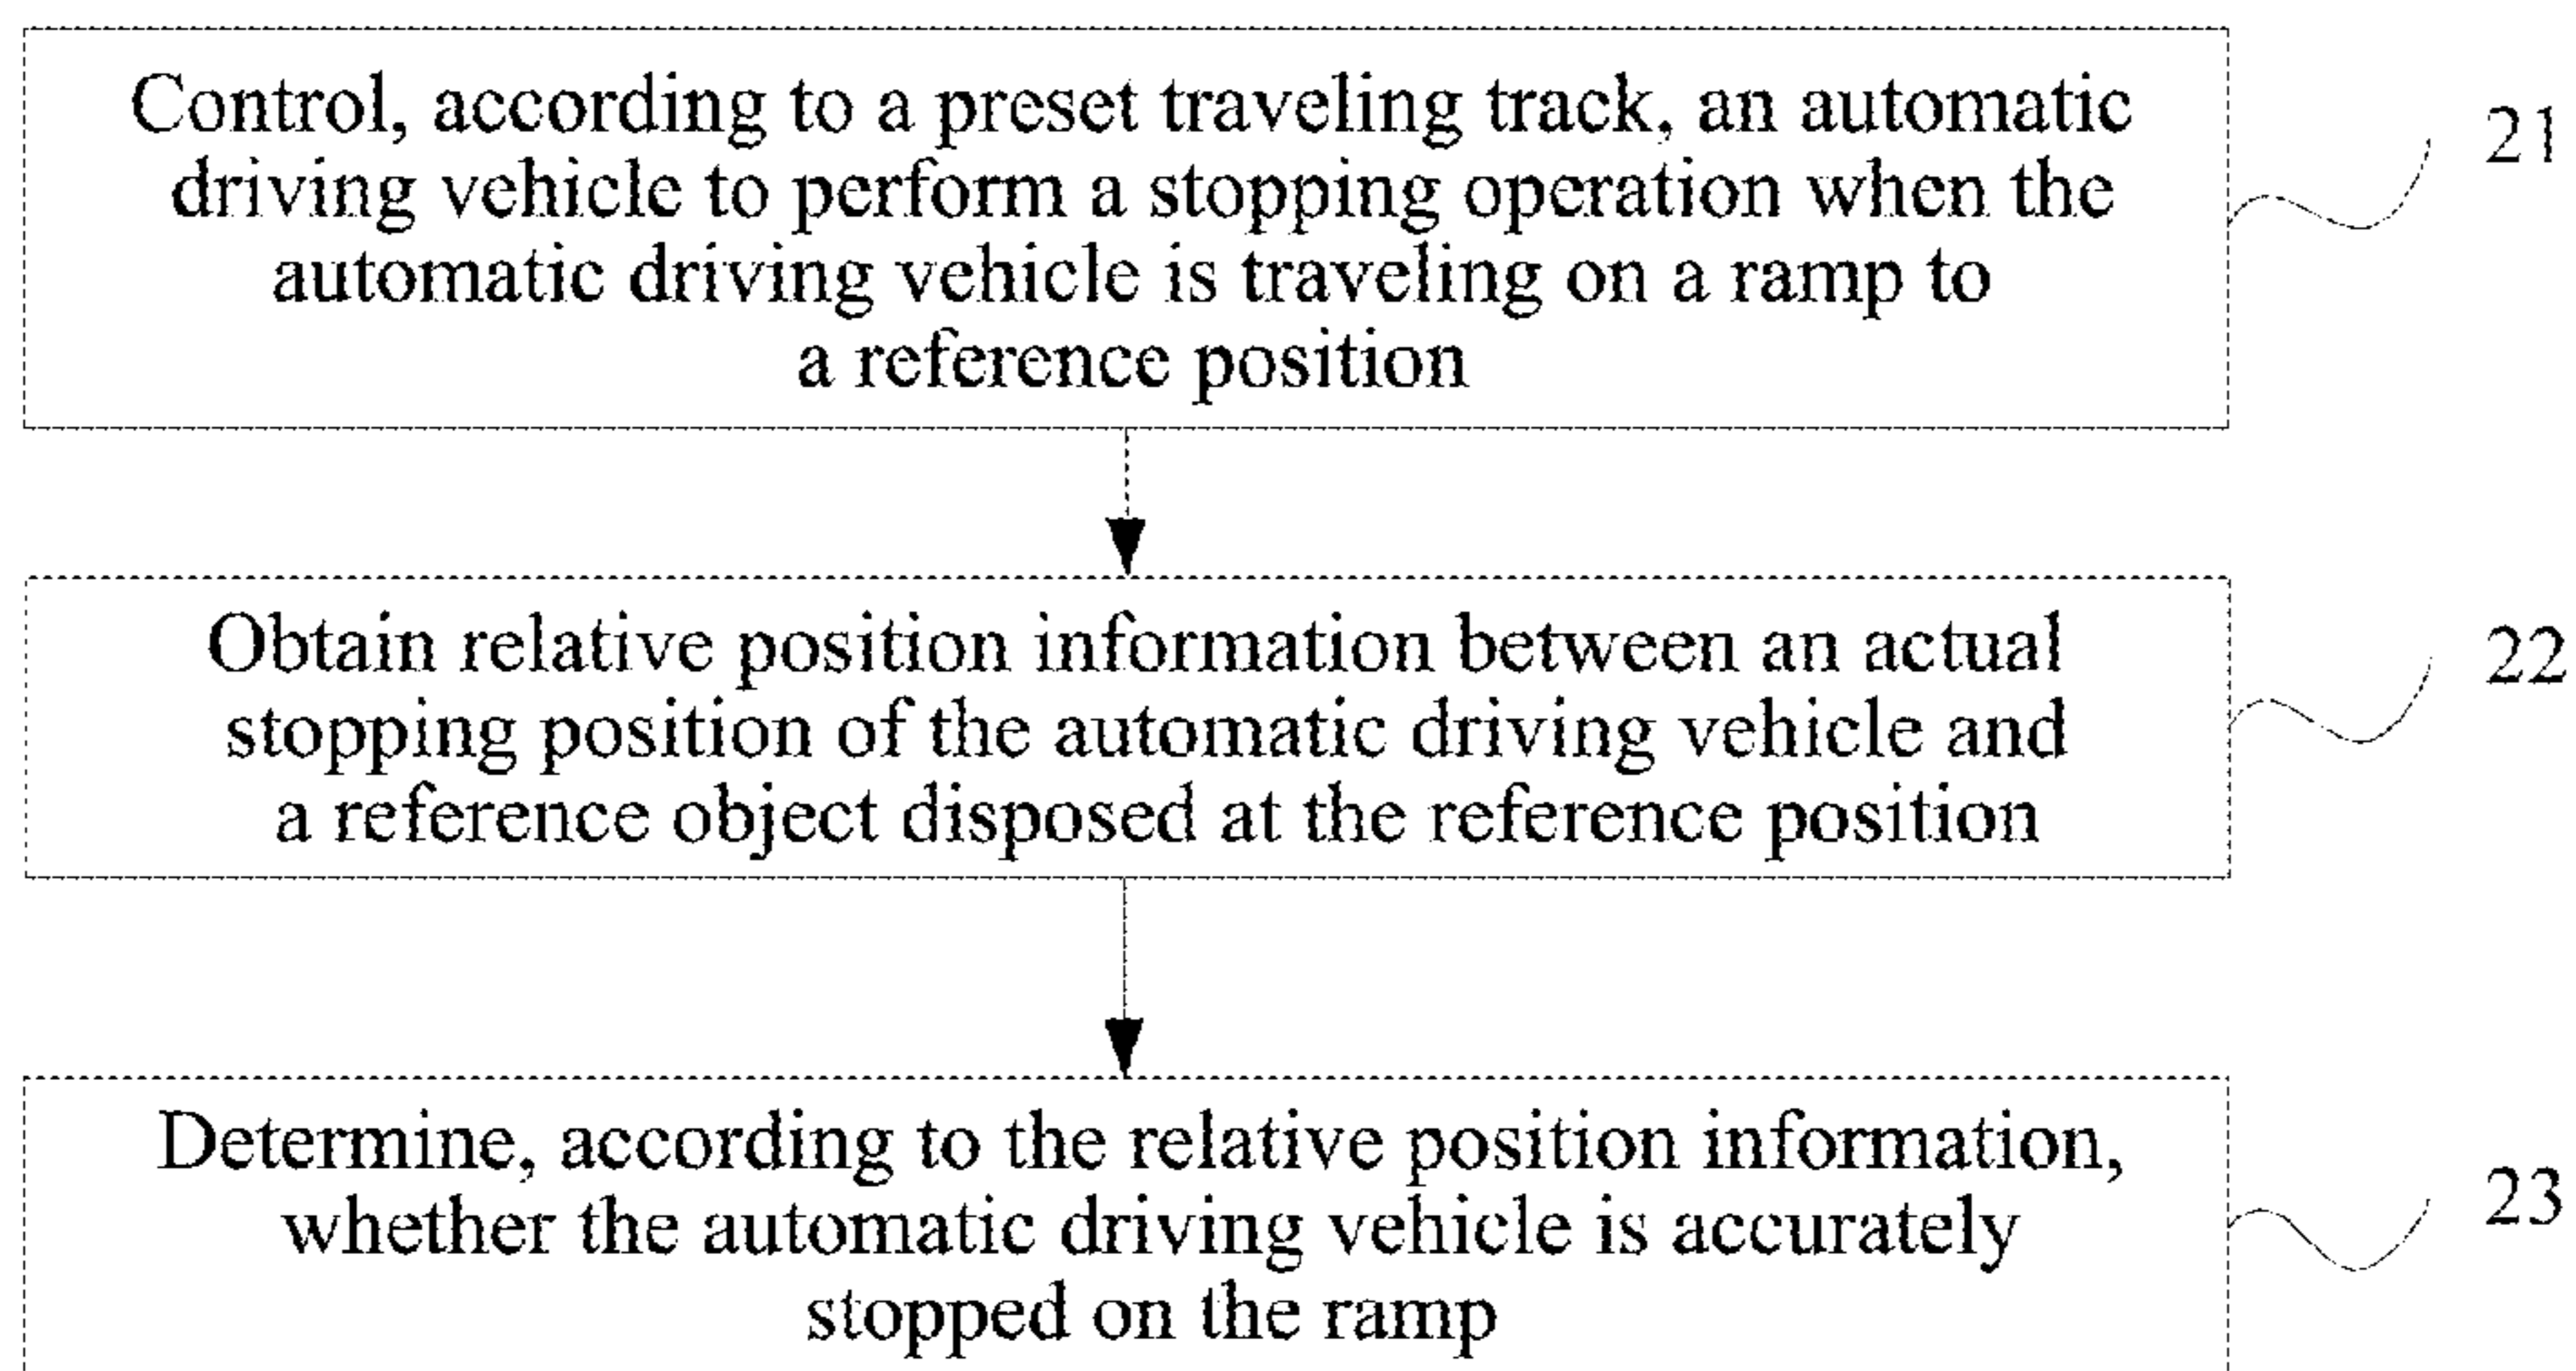 Control, according to a preset traveling track, an automatic
driving vehicle to perform a stopping operation when the
automatic driving vehicle is traveling on a ramp to
a reference position
21
Obtain relative position information between an actual
stopping position of the automatic driving vehicle and
a reference object disposed at the reference position
22
Determine, according to the relative position information,
whether the automatic driving vehicle is accurately
stopped on the ramp
23